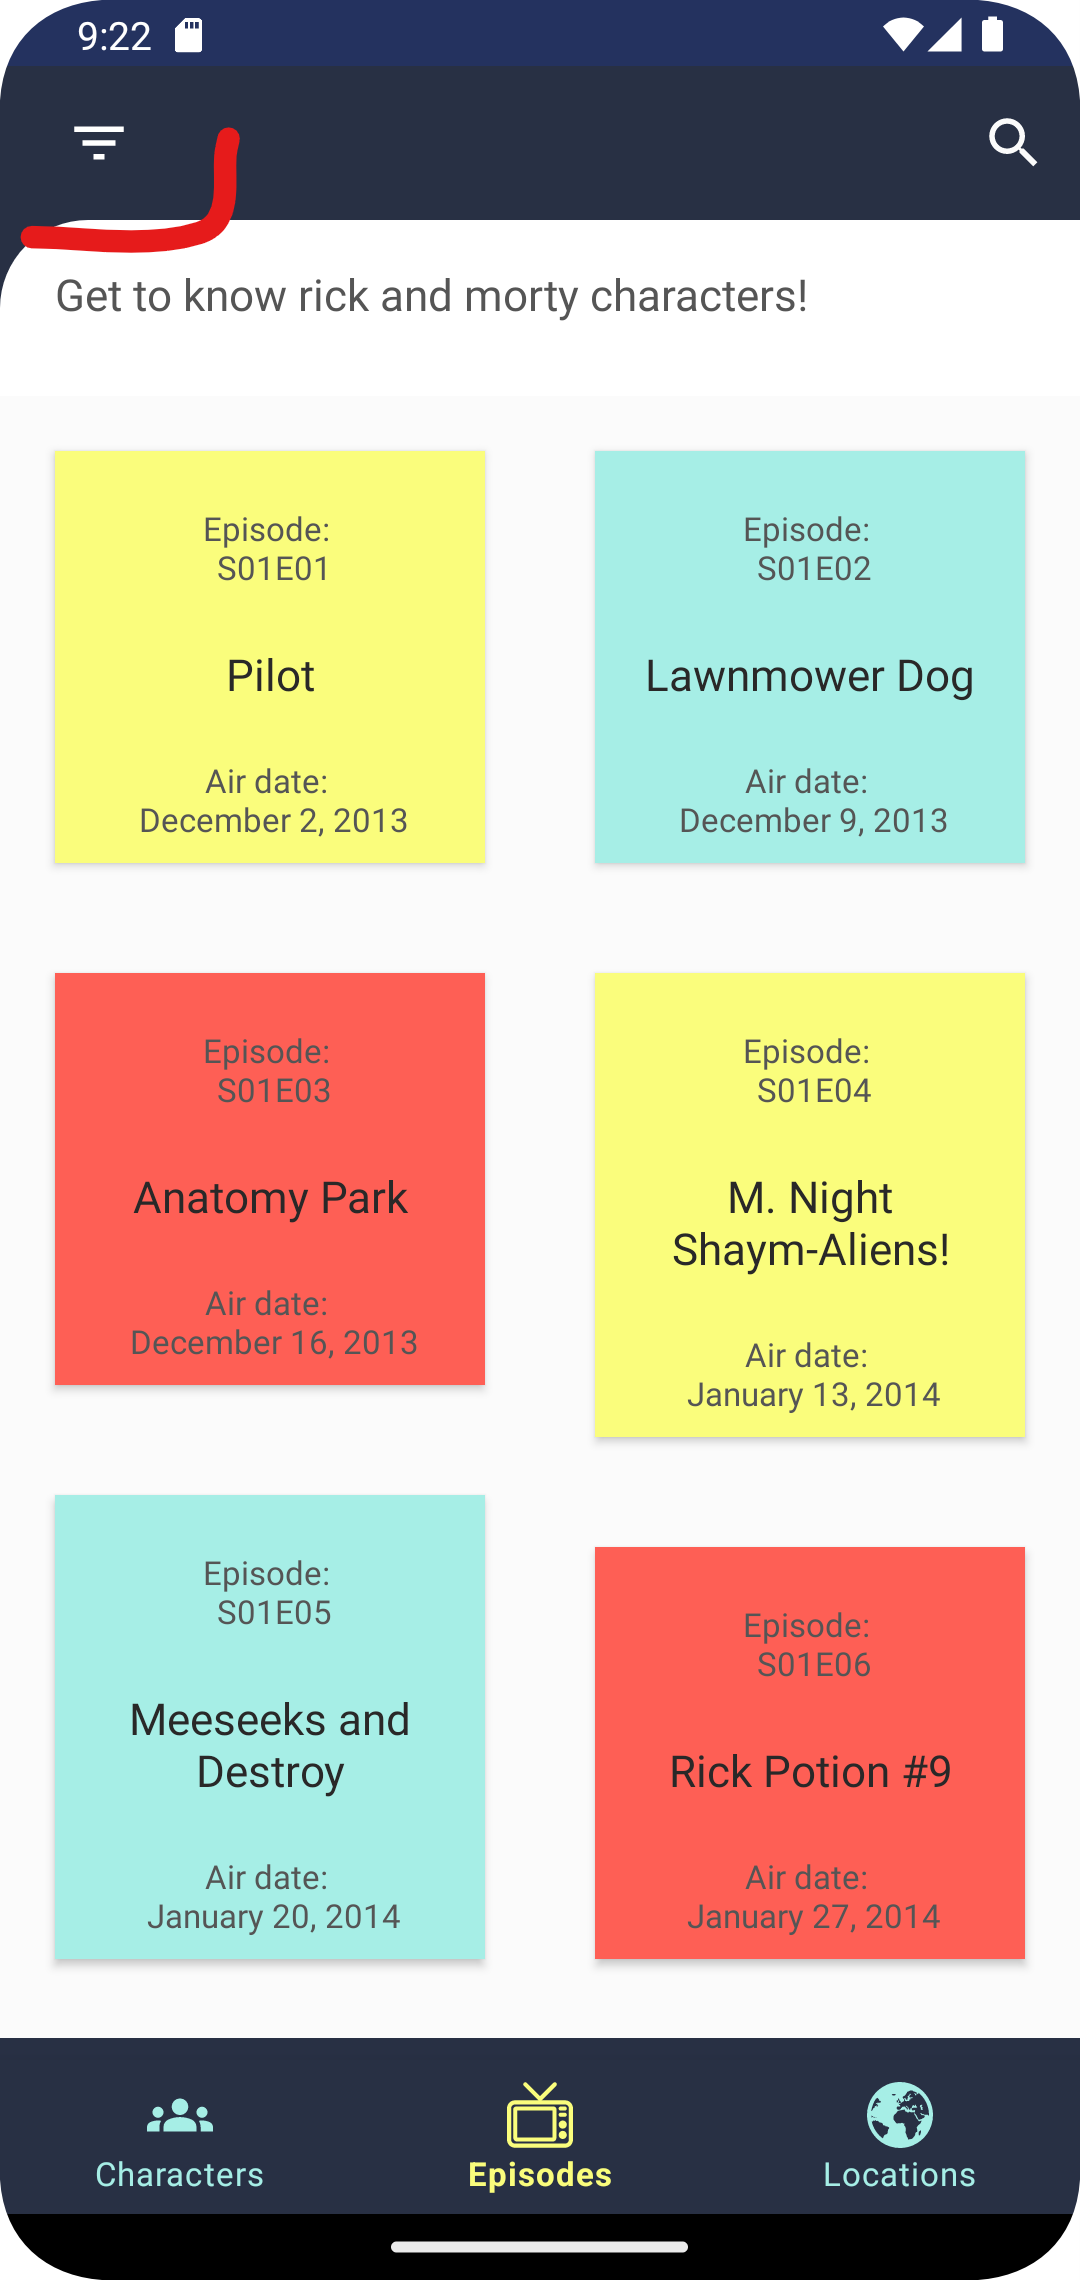 9:22
Get to know rick and morty characters!
Episode:
S01E01
Pilot
Air date:
December 2, 2013
Episode:
S01E02
Lawnmower Dog
Air date:
December 9, 2013
Episode:
S01E03
Anatomy Park
Air date:
December 16, 2013
Episode:
S01E04
M. Night
Shaym-Aliens!
Air date:
January 13, 2014
Episode:
S01E05
Meeseeks and
Destroy
Air date:
January 20, 2014
Episode:
S01E06
Rick Potion #9
Air date:
January 27, 2014
Characters
Episodes
Locations